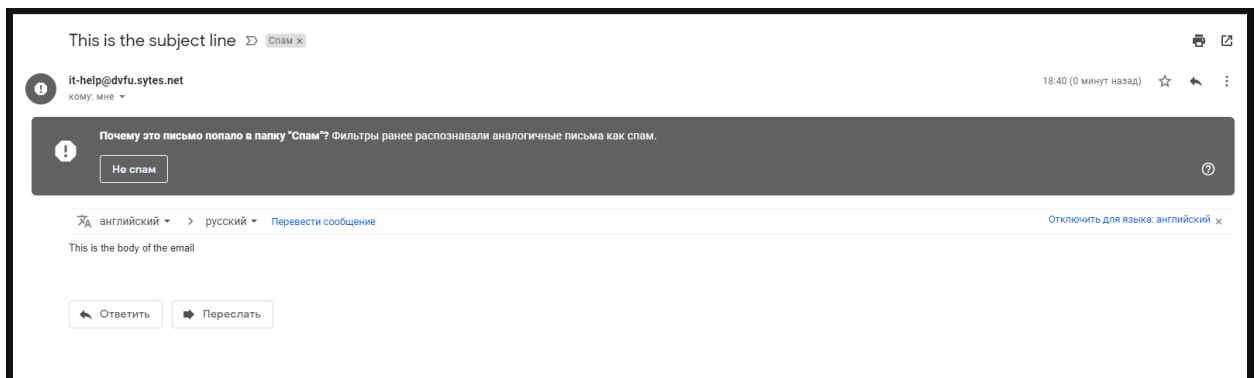 This is the subject line Спам ×
it-help@dvfu.sytes.net 18:40 (0 минут назад)
кому: мне
Почему это письмо попало в папку "Спам"? Фильтры ранее распознавали аналогичные письма как спам.
Не спам
английский > русский Перевести сообщение Отключить для языка: английский ×
This is the body of the email
Ответить Переслать